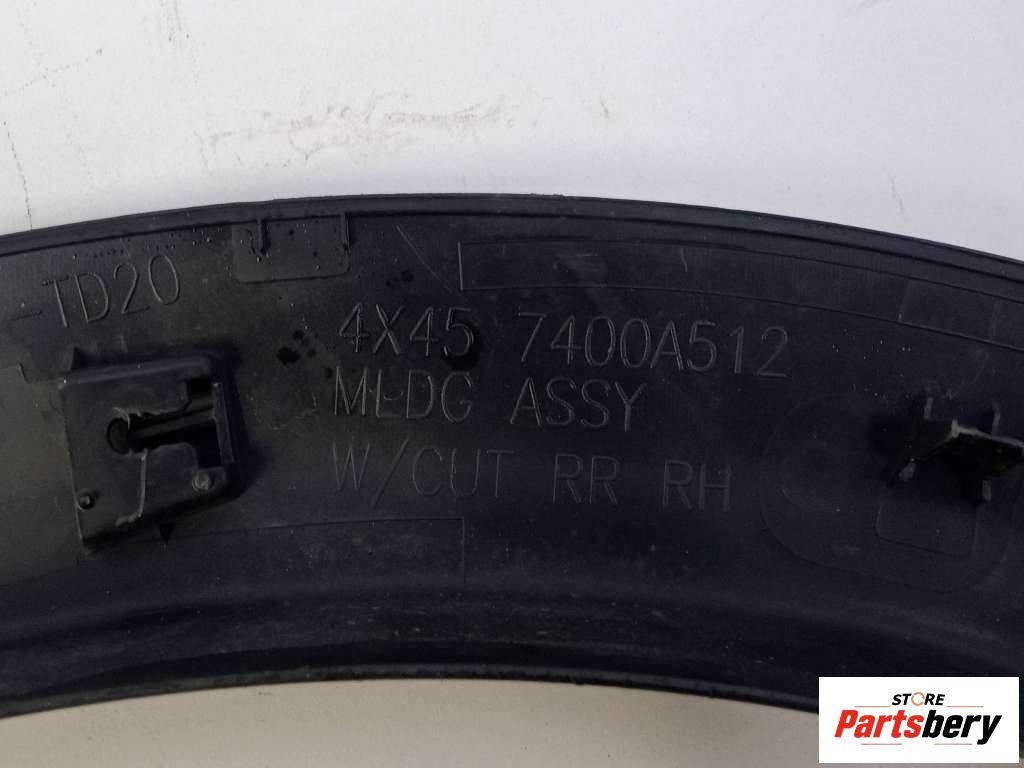 -TD20
4X45 7400A512
MLDG ASSY
W/CUT RR RH
STORE
Partsbery